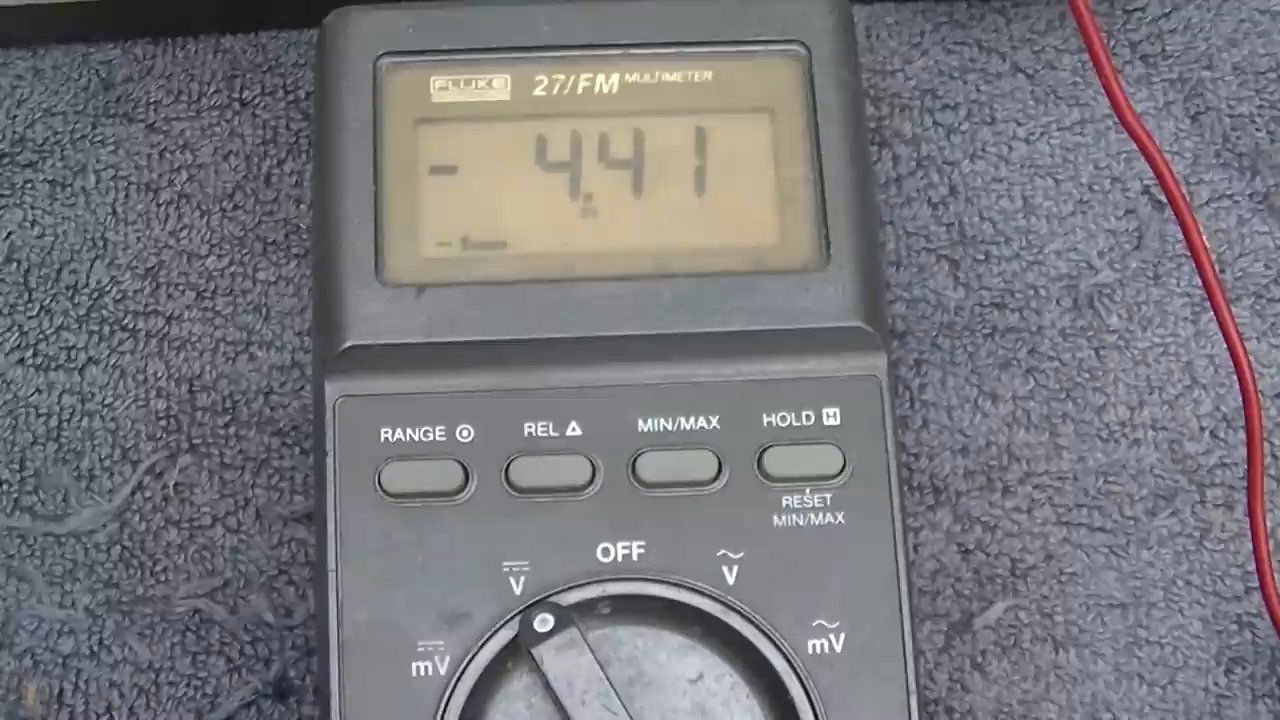 FLUKE 27/FM MULTIMETER
- 4.41
RANGE REL △ MIN/MAX HOLD H
RESET
MIN/MAX
OFF
V V
mV mV